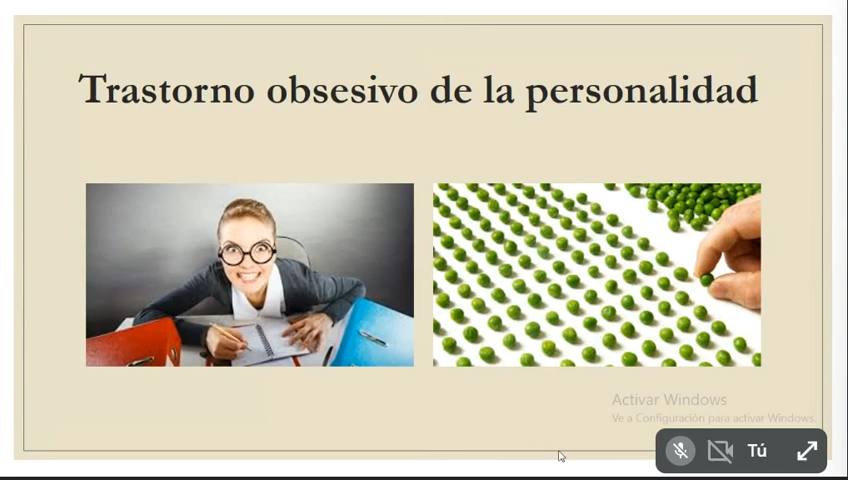 Trastorno obsesivo de la personalidad
Activar Windows
Ve a Configuración para activar Windows.
Tú